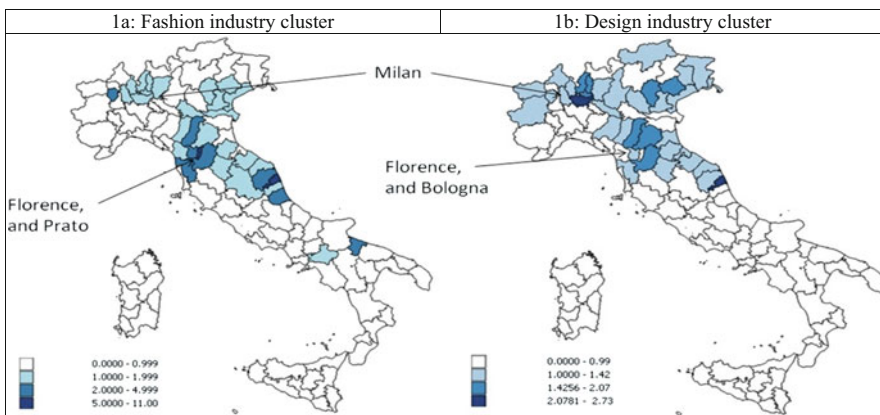 1a: Fashion industry cluster
1b: Design industry cluster
Milan
Florence,
and Prato
Florence,
and Bologna
0.0000 - 0.999
1.0000 - 1.999
2.0000 - 4.999
5.0000 - 11.00
0.0000 - 0.99
1.0000 - 1.42
1.4256 - 2.07
2.0781 - 2.73